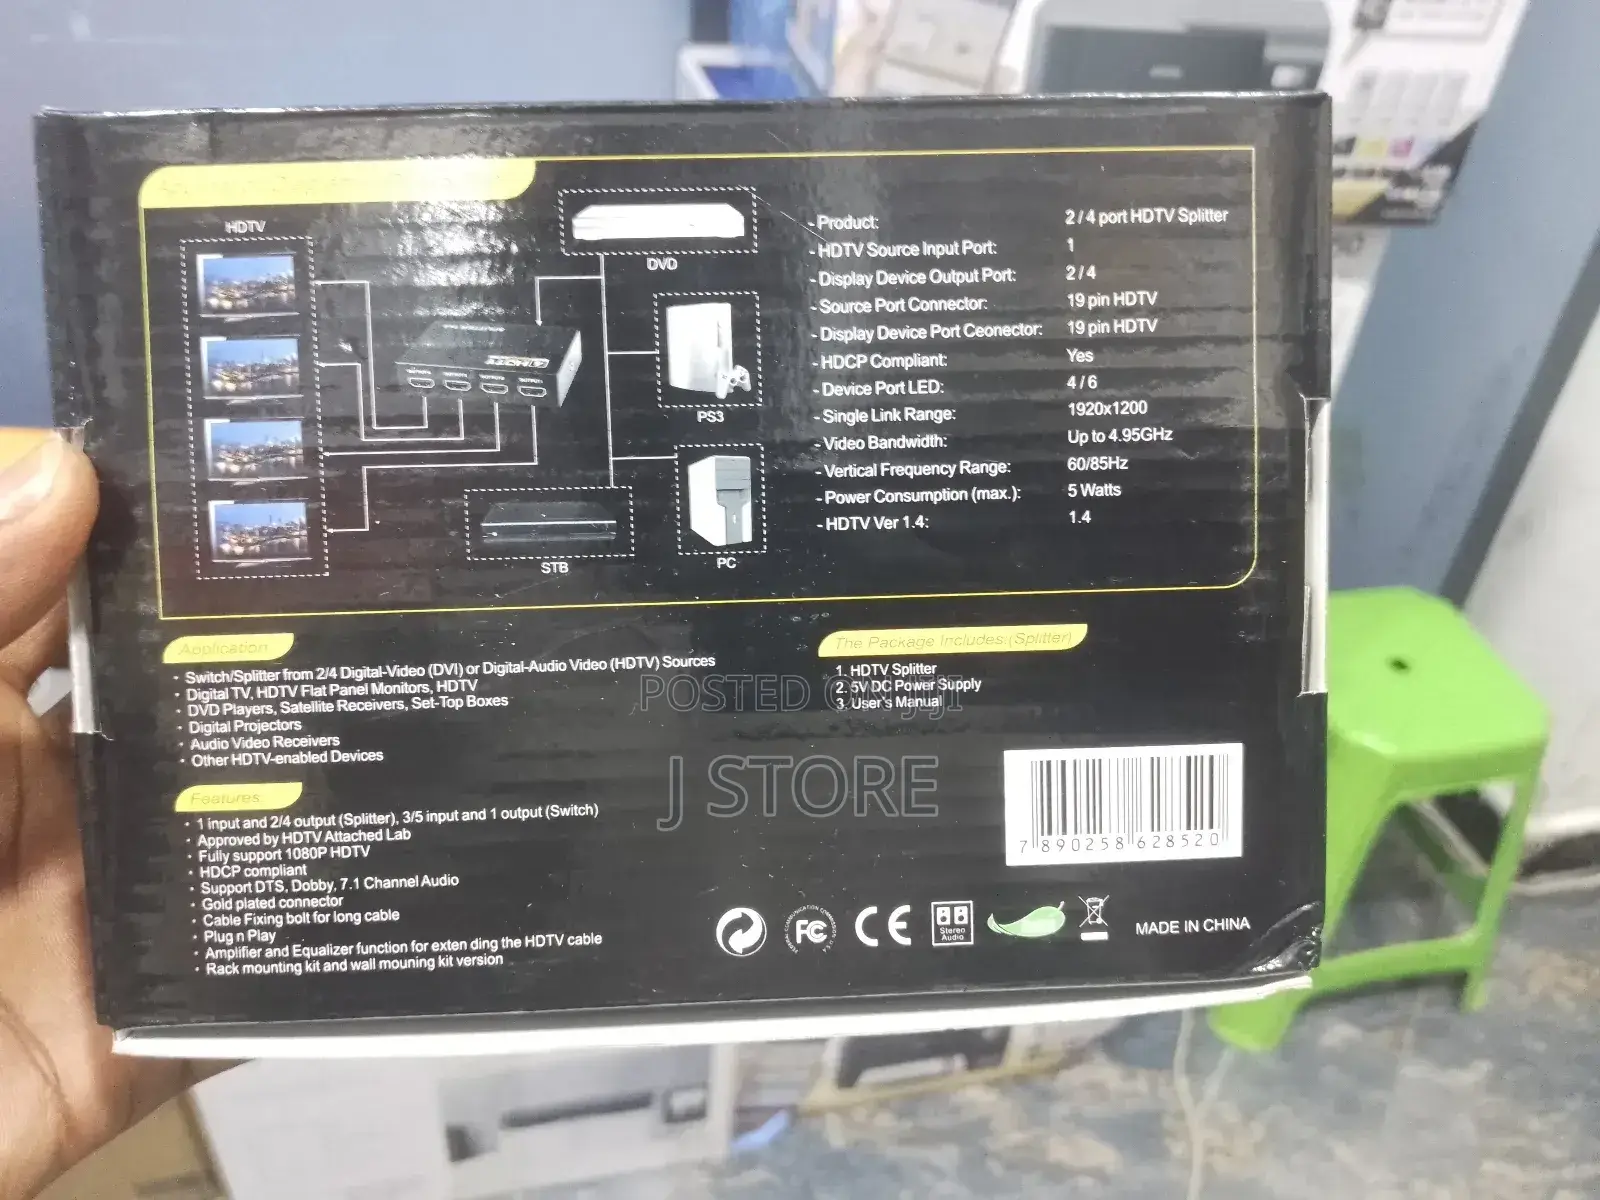 HDTV
DVD
PS3
STB
PC
HDTV
- Product: 2 / 4 port HDTV Splitter
- HDTV Source Input Port: 1
- Display Device Output Port: 2 / 4
- Source Port Connector: 19 pin HDTV
- Display Device Port Ceonector: 19 pin HDTV
- HDCP Compliant: Yes
- Device Port LED: 4 / 6
- Single Link Range: 1920x1200
- Video Bandwidth: Up to 4.95GHz
- Vertical Frequency Range: 60/85Hz
- Power Consumption (max.): 5 Watts
- HDTV Ver 1.4: 1.4
Application
· Switch/Splitter from 2/4 Digital-Video (DVI) or Digital-Audio Video (HDTV) Sources
· Digital TV, HDTV Flat Panel Monitors, HDTV
· DVD Players, Satellite Receivers, Set-Top Boxes
· Digital Projectors
· Audio Video Receivers
· Other HDTV-enabled Devices
Features:
· 1 input and 2/4 output (Splitter), 3/5 input and 1 output (Switch)
· Approved by HDTV Attached Lab
· Fully support 1080P HDTV
· HDCP compliant
· Support DTS, Dobby, 7.1 Channel Audio
· Gold plated connector
· Cable Fixing bolt for long cable
· Plug n Play
· Amplifier and Equalizer function for exten ding the HDTV cable
· Rack mounting kit and wall mouning kit version
The Package Includes:(Splitter)
1. HDTV Splitter
2. 5V DC Power Supply
3. User's Manual
POSTED ON JIJI
J STORE
7 890258 628520
FC
CE
Stereo
Audio
MADE IN CHINA